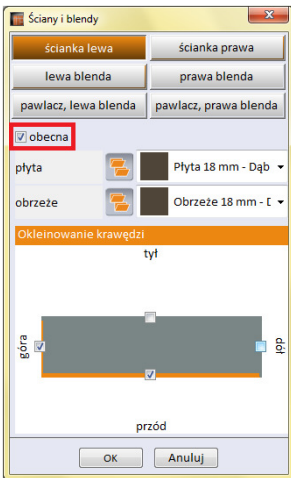 Ściany i blendy
ścianka lewa ścianka prawa
lewa blenda prawa blenda
pawlacz, lewa blenda pawlacz, prawa blenda
obecna
płyta Płyta 18 mm - Dąb
obrzeże Obrzeże 18 mm - D
Okleinowanie krawędzi
tył
góra dół
przód
OK Anuluj